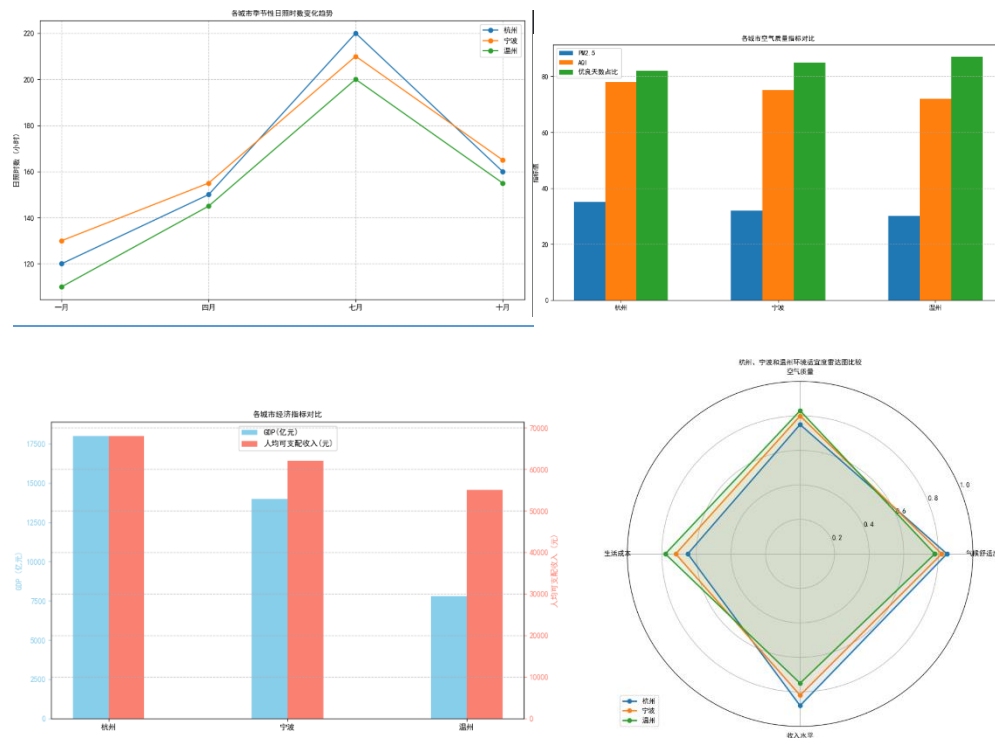 各城市季节性日照时数变化趋势
杭州
宁波
温州
220
200
180
160
140
120
日照时数 (小时)
一月
四月
七月
十月
各城市空气质量指标对比
PM2.5
AQI
优良天数占比
80
60
40
20
0
指标值
杭州
宁波
温州
各城市经济指标对比
GDP(亿元)
人均可支配收入(元)
17500
15000
12500
10000
7500
5000
2500
0
GDP (亿元)
70000
60000
50000
40000
30000
20000
10000
0
人均可支配收入 (元)
杭州
宁波
温州
杭州、宁波和温州环境适宜度雷达图比较
空气质量
1.0
0.8
0.6
0.4
0.2
生活成本
气候舒适
收入水平
杭州
宁波
温州